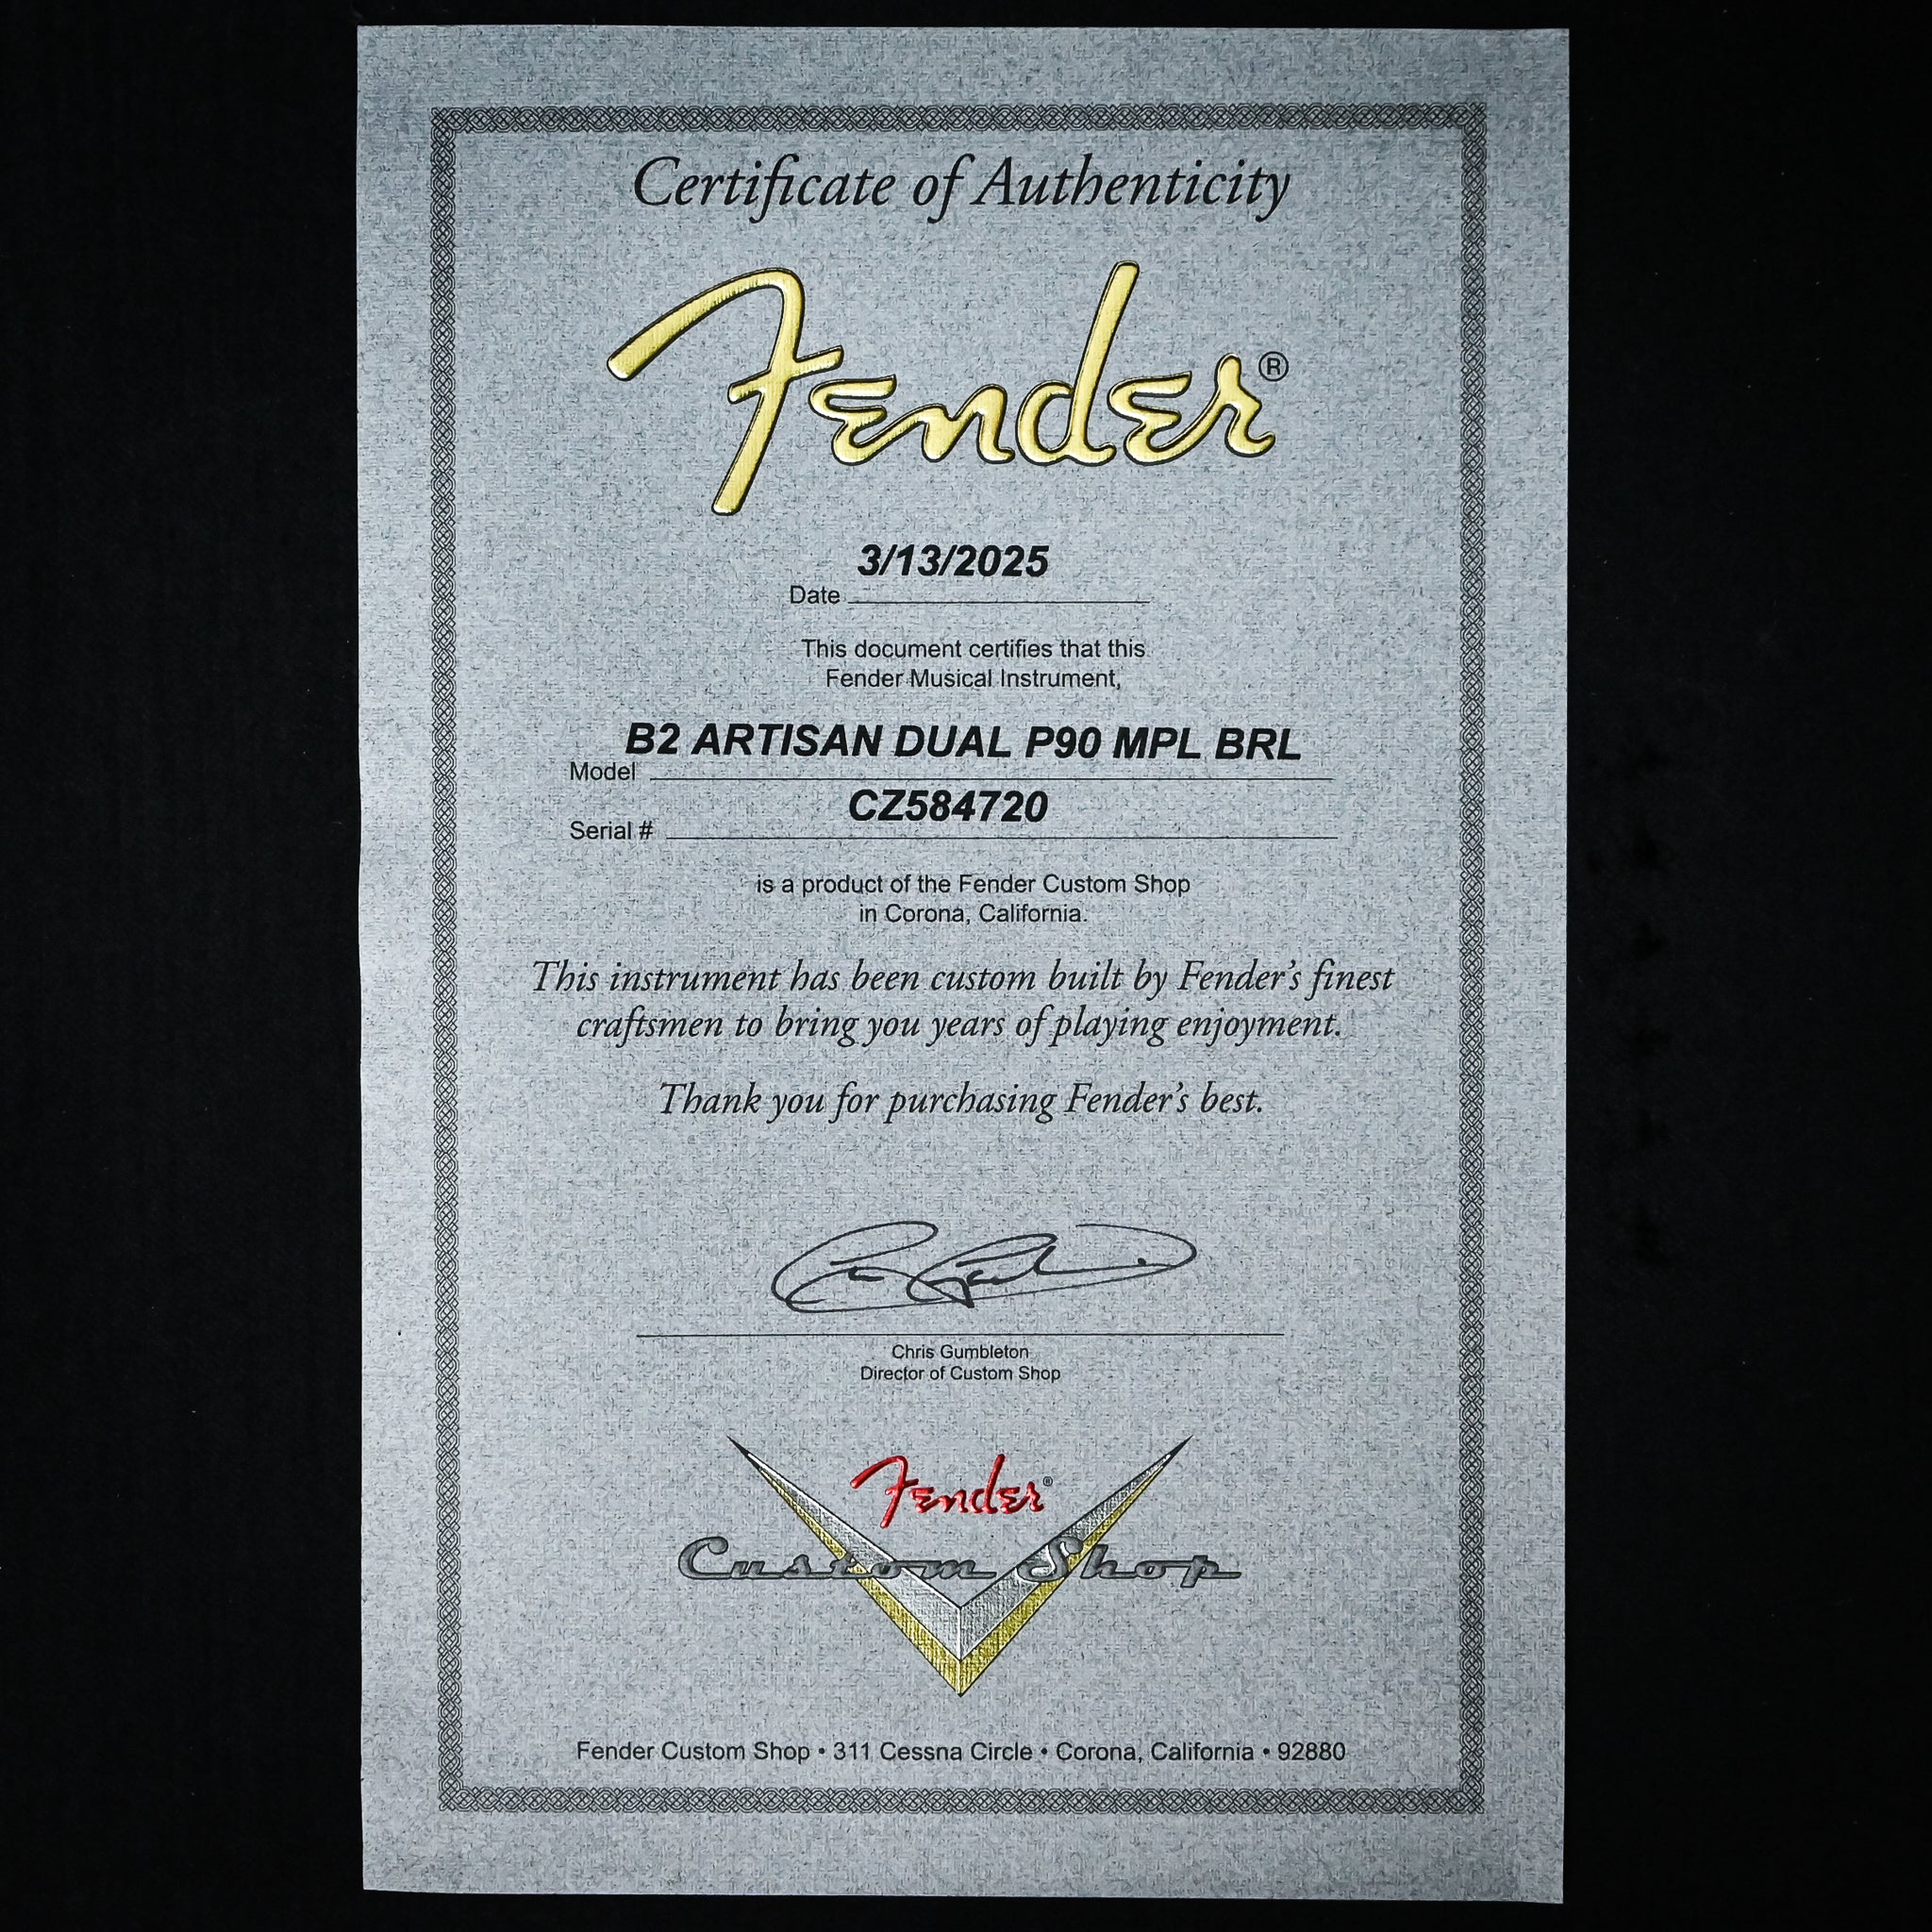 Certificate of Authenticity
Fender®
3/13/2025
Date
This document certifies that this
Fender Musical Instrument,
B2 ARTISAN DUAL P90 MPL BRL
Model
CZ584720
Serial #
is a product of the Fender Custom Shop
in Corona, California.
This instrument has been custom built by Fender’s finest
craftsmen to bring you years of playing enjoyment.
Thank you for purchasing Fender’s best.
Chris Gumbleton
Director of Custom Shop
Fender®
Custom Shop
Fender Custom Shop • 311 Cessna Circle • Corona, California • 92880